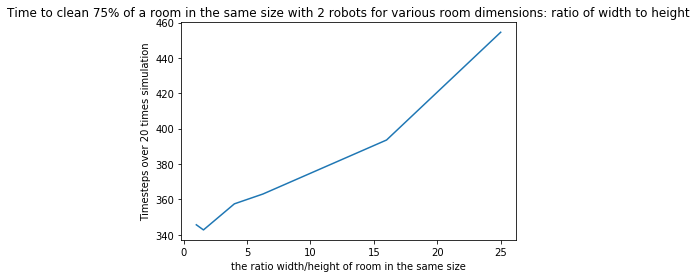 Time to clean 75% of a room in the same size with 2 robots for various room dimensions: ratio of width to height
460
440
420
400
380
360
340
Timesteps over 20 times simulation
0 5 10 15 20 25
the ratio width/height of room in the same size